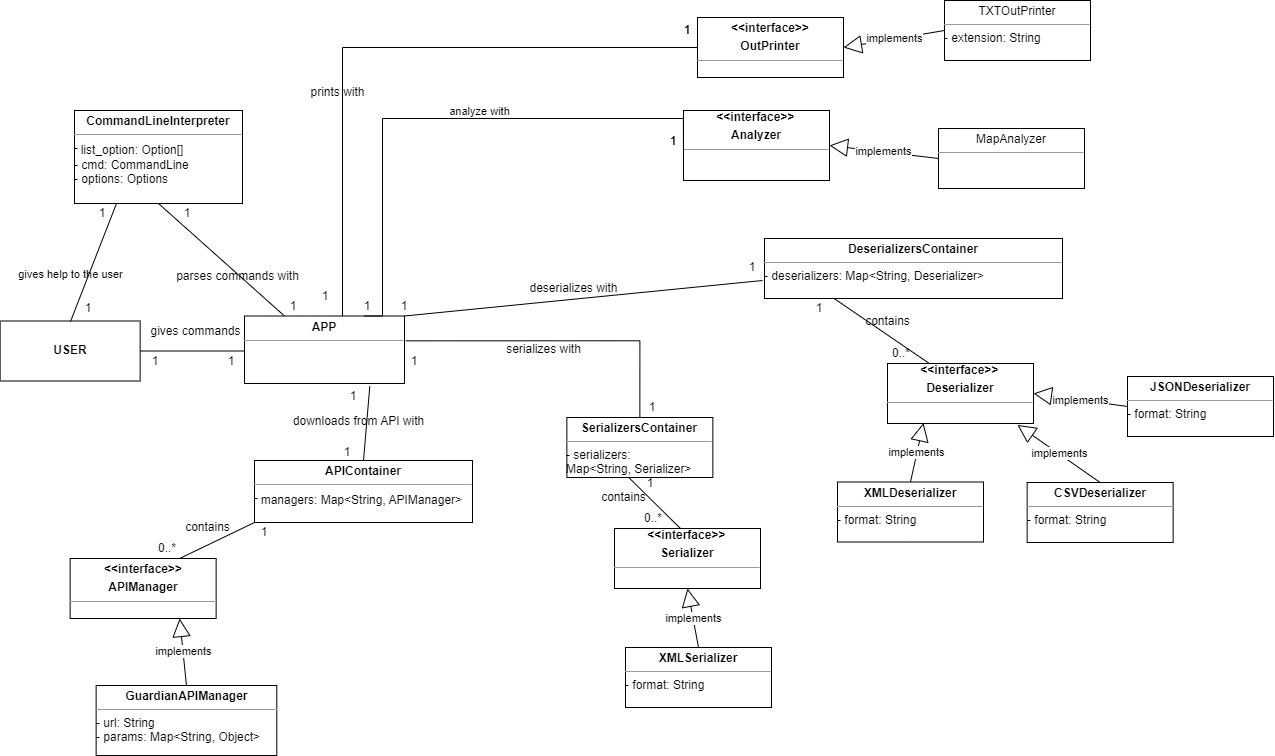 TXTOutPrinter
extension: String
1
<<interface>>
OutPrinter
implements
prints with
analyze with
1
<<interface>>
Analyzer
implements
MapAnalyzer
CommandLineInterpreter
- list_option: Option[]
- cmd: CommandLine
- options: Options
1
1
gives help to the user
parses commands with
1
1
1
1
1
USER
gives commands
1
1
APP
deserializes with
1
DeserializersContainer
- deserializers: Map<String, Deserializer>
1
contains
0..*
<<interface>>
Deserializer
implements
JSONDeserializer
- format: String
implements
implements
XMLDeserializer
- format: String
CSVDeserializer
- format: String
1
serializes with
1
SerializersContainer
- serializers:
Map<String, Serializer>
1
contains
0..*
<<interface>>
Serializer
implements
XMLSerializer
- format: String
1
downloads from API with
1
APIContainer
- managers: Map<String, APIManager>
contains
1
0..*
<<interface>>
APIManager
implements
GuardianAPIManager
- url: String
- params: Map<String, Object>